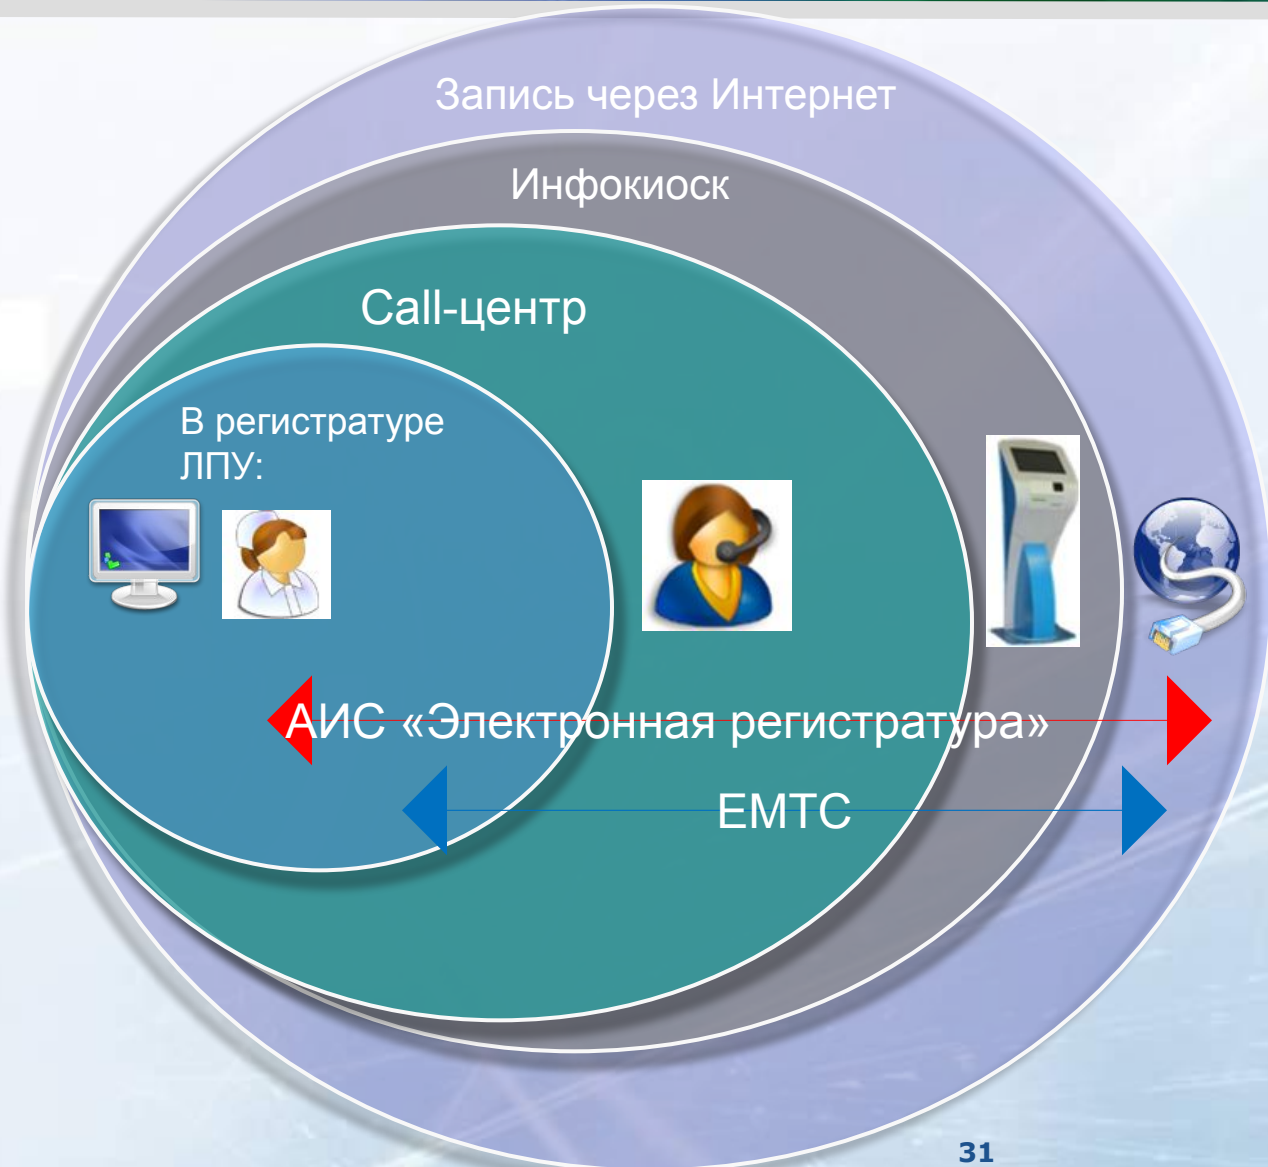 Запись через Интернет
Инфокиоск
Call-центр
В регистратуре
ЛПУ:
АИС «Электронная регистратура»
ЕМТС
31